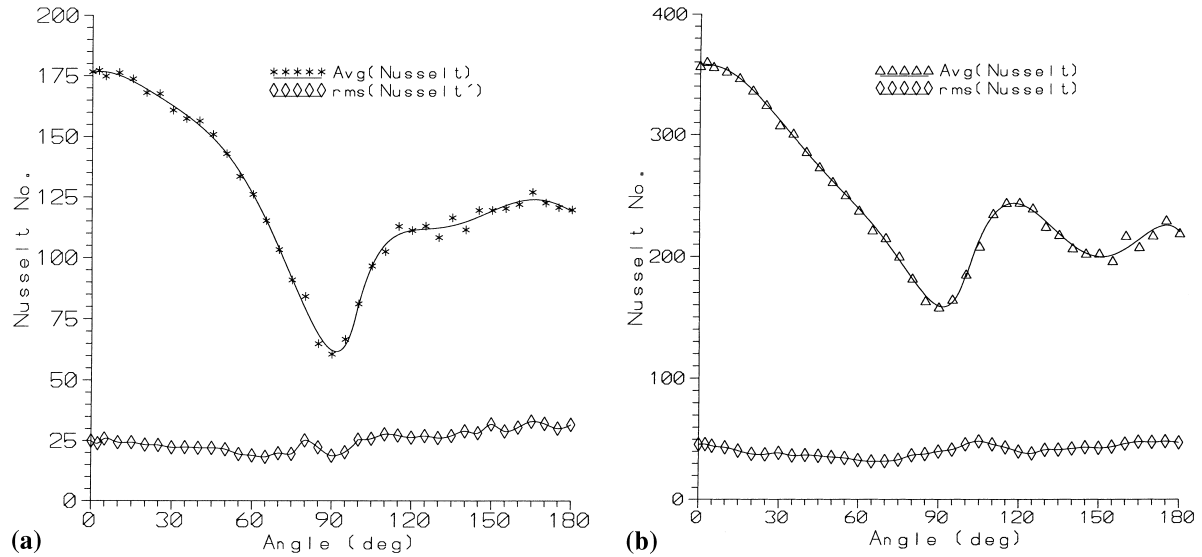 200
175
150
125
100
75
50
25
0
Nusselt No.
***** Avg(Nusselt)
rms(Nusselt´)
0 30 60 90 120 150 180
Angle (deg)
(a)
400
300
200
100
0
Nusselt No.
Avg(Nusselt)
rms(Nusselt)
0 30 60 90 120 150 180
Angle (deg)
(b)